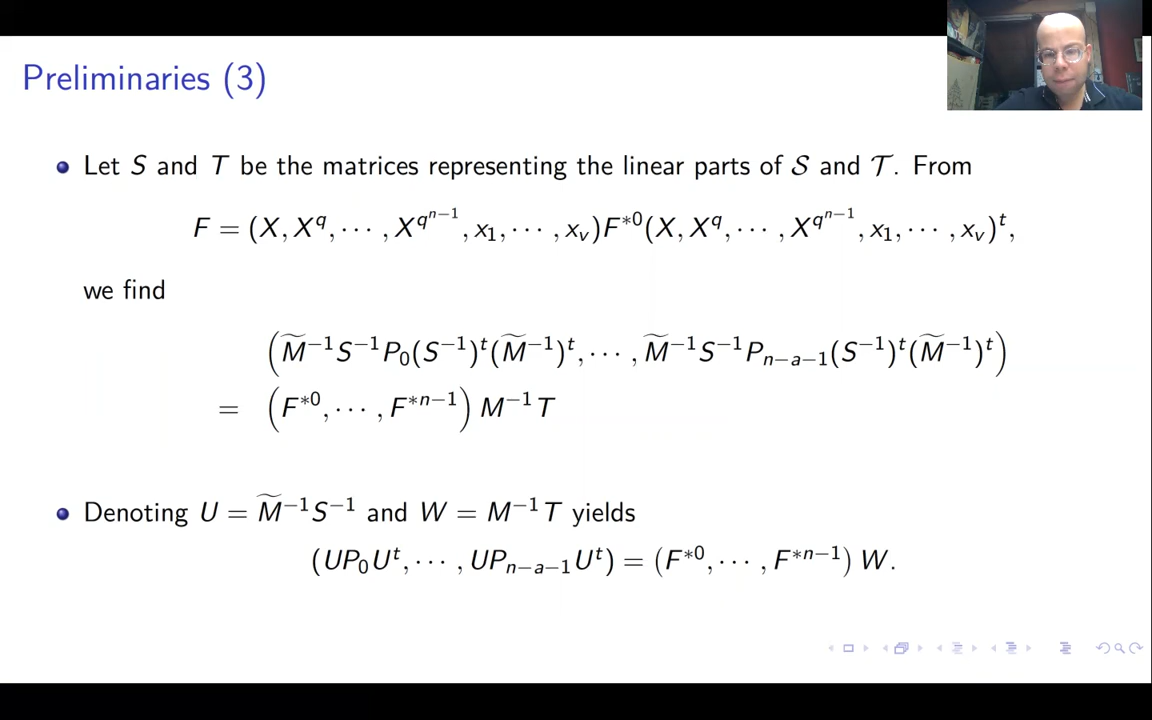 Preliminaries (3)
Let S and T be the matrices representing the linear parts of 𝒮 and 𝒯. From
F = (X, X^q, ⋯ , X^{q^{n−1}}, x_1, ⋯ , x_v)F^{*0}(X, X^q, ⋯ , X^{q^{n−1}}, x_1, ⋯ , x_v)^t,
we find
(M̃^{−1}S^{−1}P_0(S^{−1})^t(M̃^{−1})^t, ⋯ , M̃^{−1}S^{−1}P_{n−a−1}(S^{−1})^t(M̃^{−1})^t)
= (F^{*0}, ⋯ , F^{*n−1}) M^{−1}T
Denoting U = M̃^{−1}S^{−1} and W = M^{−1}T yields
(UP_0U^t, ⋯ , UP_{n−a−1}U^t) = (F^{*0}, ⋯ , F^{*n−1}) W.